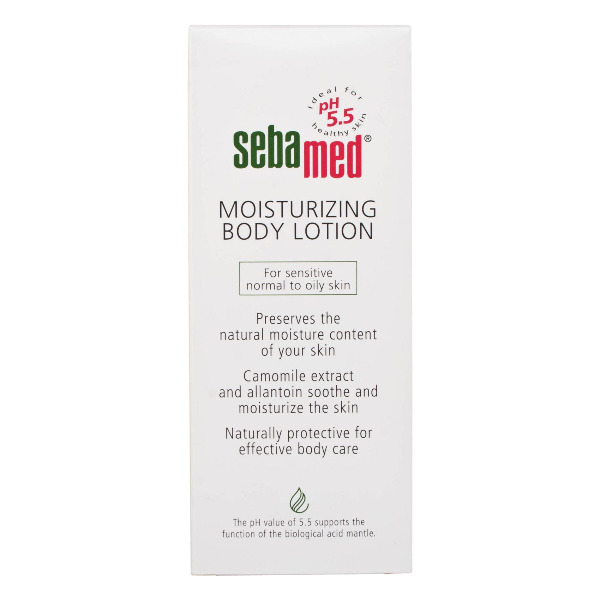 ideal for
pH
5.5
healthy skin
sebamed®
MOISTURIZING
BODY LOTION
For sensitive
normal to oily skin
Preserves the
natural moisture content
of your skin
Camomile extract
and allantoin soothe and
moisturize the skin
Naturally protective for
effective body care
The pH value of 5.5 supports the
function of the biological acid mantle.